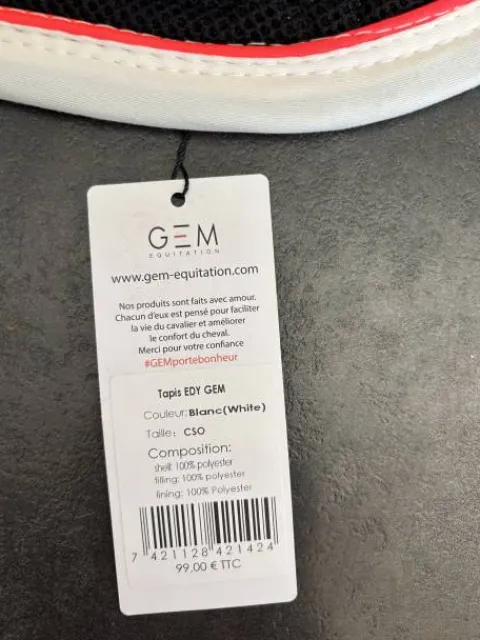 GEM
EQUITATION
www.gem-equitation.com
Nos produits sont faits avec amour.
Chacun d'eux est pensé pour faciliter
la vie du cavalier et améliorer
le confort du cheval.
Merci pour votre confiance
#GEMportebonheur
Tapis EDY GEM
Couleur: Blanc(White)
Taille: CSO
Composition:
shell: 100% polyester
filling: 100% polyester
lining: 100% Polyester
7 421128 421424
99,00 € TTC